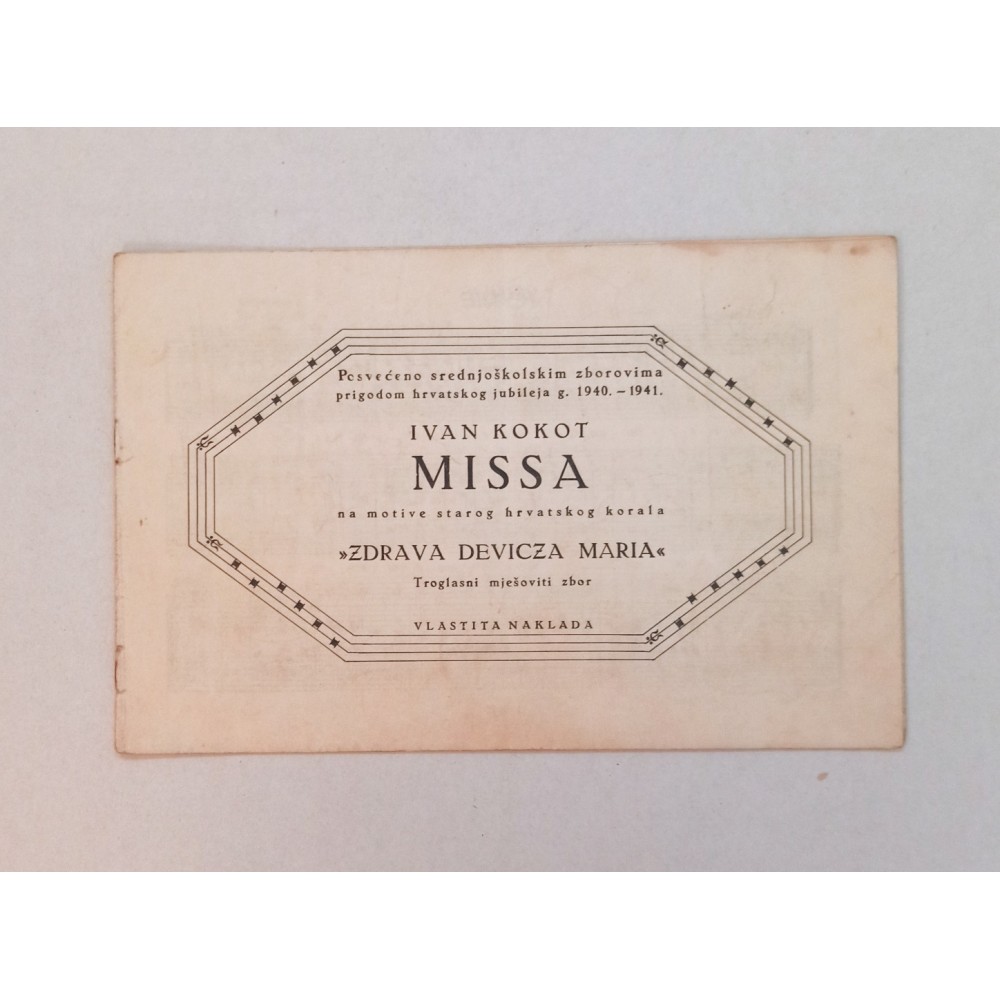 Posvećeno srednjoškolskim zborovima
prigodom hrvatskog jubileja g. 1940. – 1941.
IVAN KOKOT
MISSA
na motive starog hrvatskog korala
»ZDRAVA DEVICZA MARIA«
Troglasni mješoviti zbor
VLASTITA NAKLADA